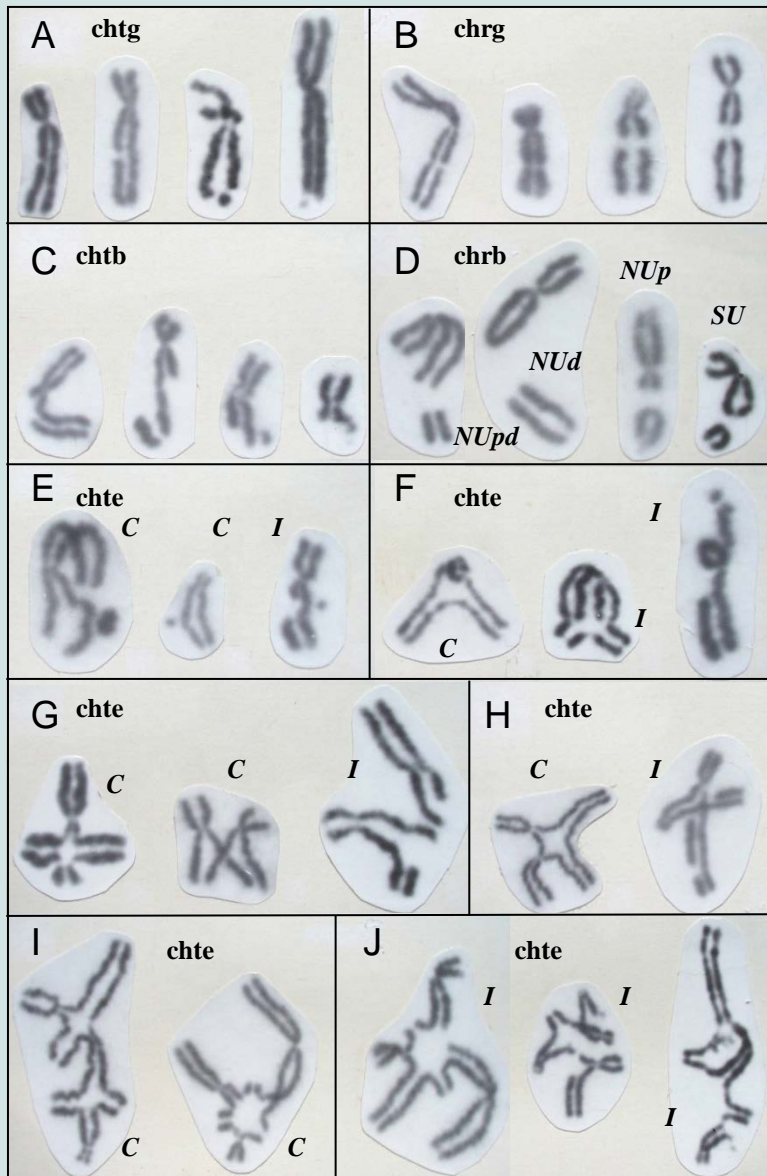 A chtg
B chrg
C chtb
D chrb
NUp
SU
NUd
NUpd
E chte
C
C
I
F chte
I
C
I
G chte
C
C
I
H chte
C
I
I chte
C
C
J chte
I
I
I